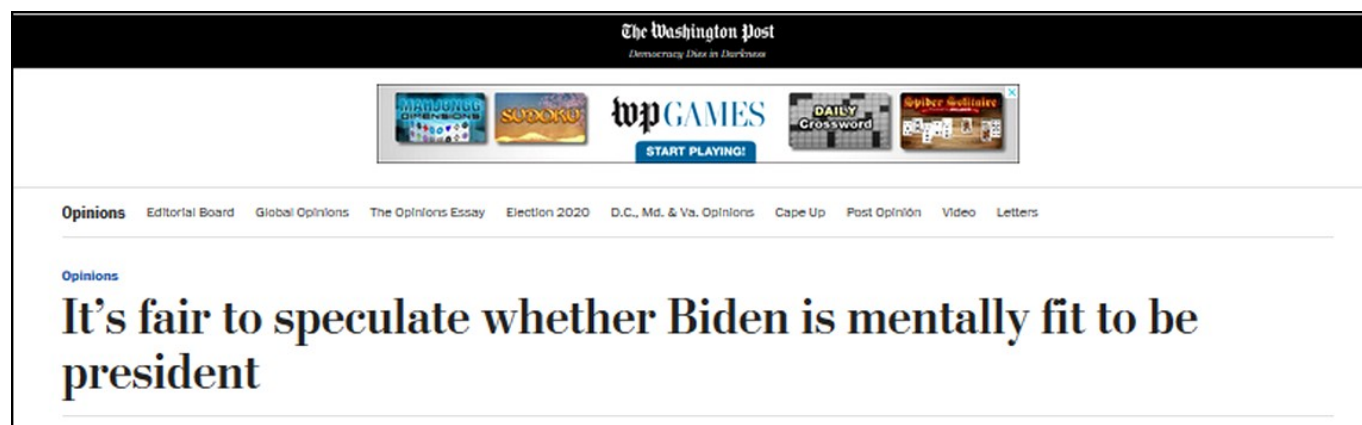 The Washington Post
Democracy Dies in Darkness
MAHJONGG
DIMENSIONS
SUDOKU
wp GAMES
START PLAYING!
DAILY
Crossword
Spider Solitaire
Opinions Editorial Board Global Opinions The Opinions Essay Election 2020 D.C., Md. & Va. Opinions Cape Up Post Opinión Video Letters
Opinions
It’s fair to speculate whether Biden is mentally fit to be
president